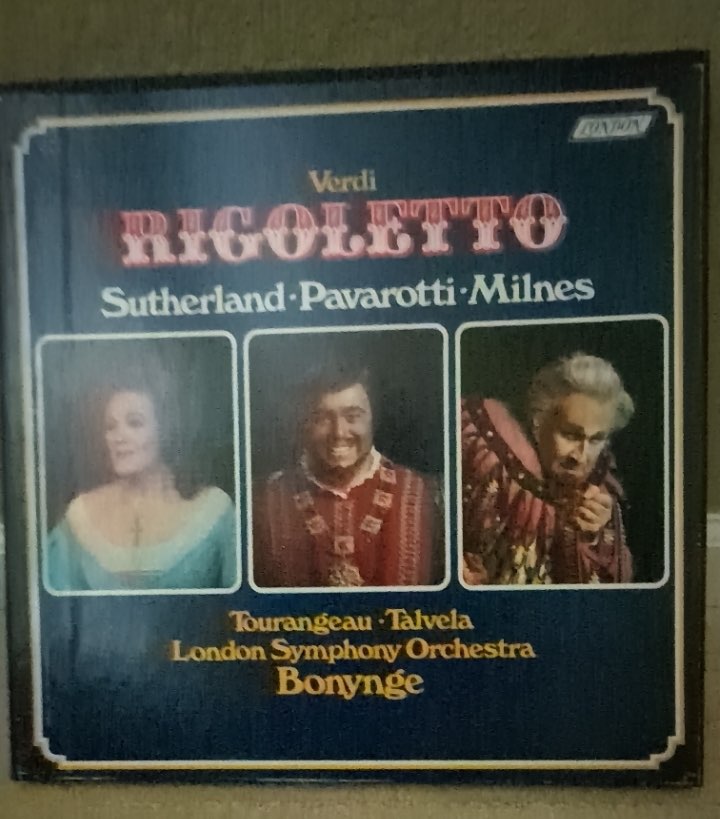 LONDON
Verdi
RIGOLETTO
Sutherland · Pavarotti · Milnes
Tourangeau · Talvela
London Symphony Orchestra
Bonynge